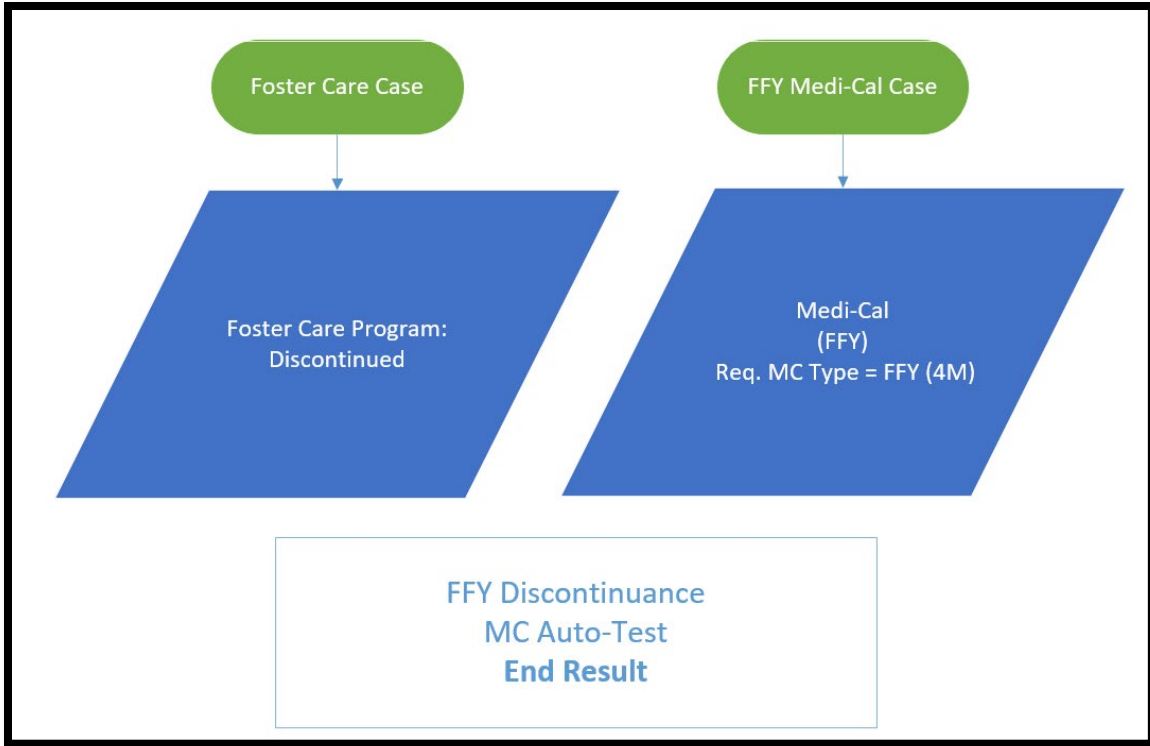 Foster Care Case
FFY Medi-Cal Case
Foster Care Program:
Discontinued
Medi-Cal
(FFY)
Req. MC Type = FFY (4M)
FFY Discontinuance
MC Auto-Test
End Result